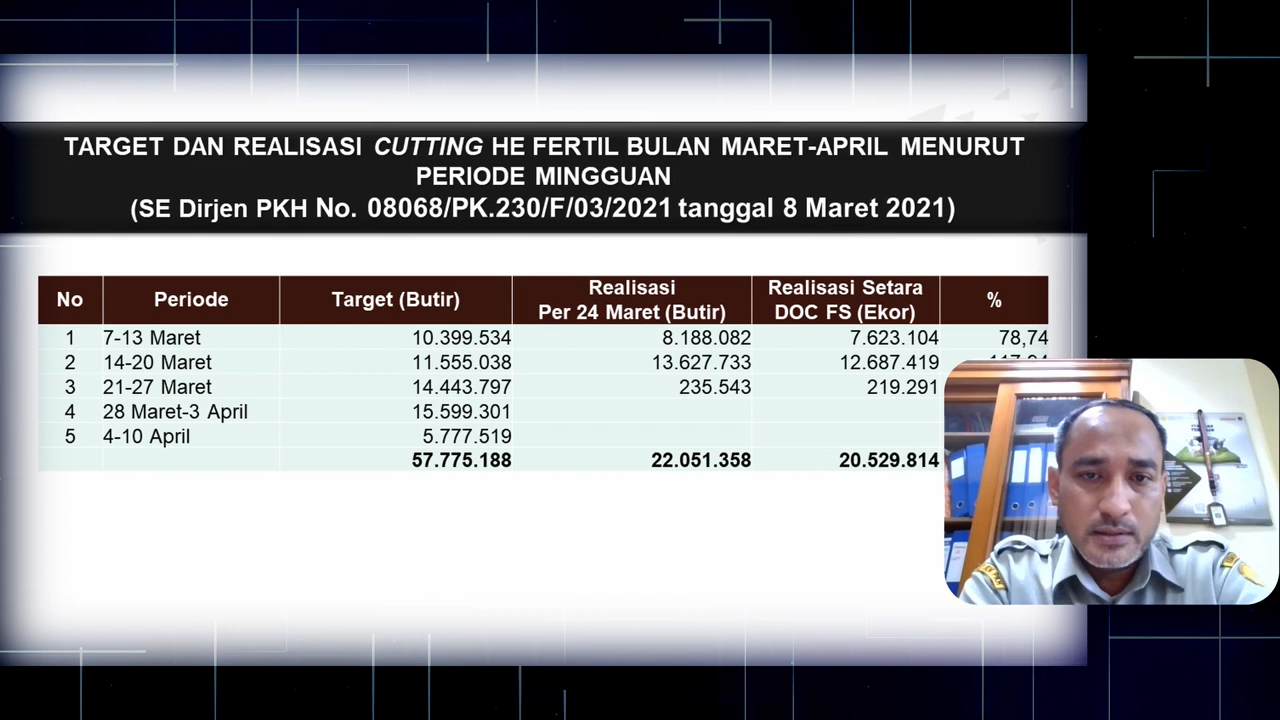 TARGET DAN REALISASI CUTTING HE FERTIL BULAN MARET-APRIL MENURUT
PERIODE MINGGUAN
(SE Dirjen PKH No. 08068/PK.230/F/03/2021 tanggal 8 Maret 2021)
No Periode Target (Butir) Realisasi Per 24 Maret (Butir) Realisasi Setara DOC FS (Ekor) %
1 7-13 Maret 10.399.534 8.188.082 7.623.104 78,74
2 14-20 Maret 11.555.038 13.627.733 12.687.419
3 21-27 Maret 14.443.797 235.543 219.291
4 28 Maret-3 April 15.599.301
5 4-10 April 5.777.519
57.775.188 22.051.358 20.529.814